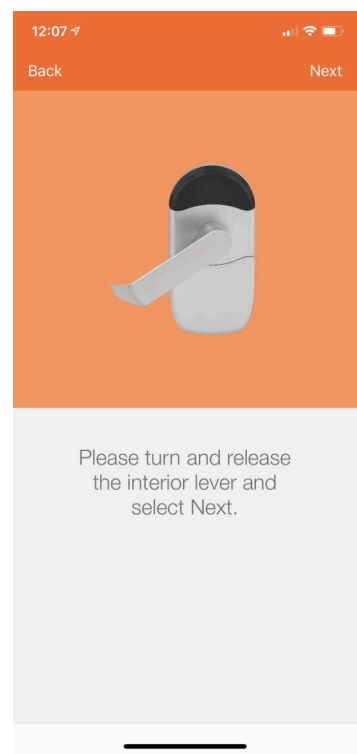 12:07
Back
Next
Please turn and release
the interior lever and
select Next.